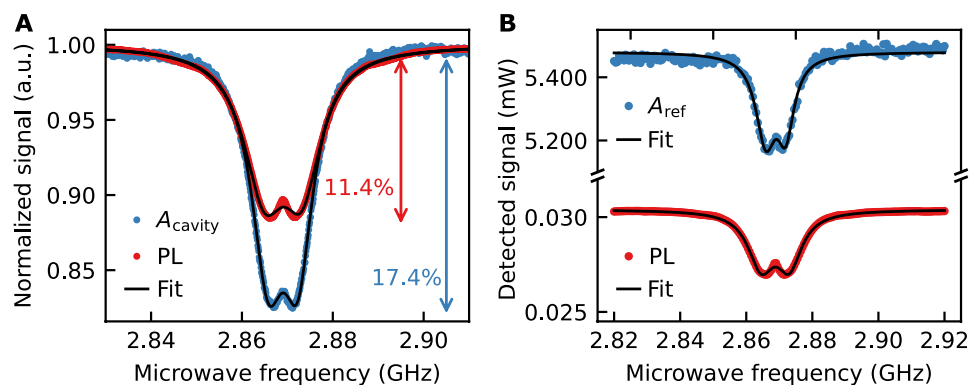 A
Normalized signal (a.u.)
1.00
0.95
0.90
0.85
11.4%
17.4%
A_cavity
PL
Fit
2.84
2.86
2.88
2.90
Microwave frequency (GHz)
B
Detected signal (mW)
5.400
5.200
0.030
0.025
A_ref
Fit
PL
Fit
2.82
2.84
2.86
2.88
2.90
2.92
Microwave frequency (GHz)